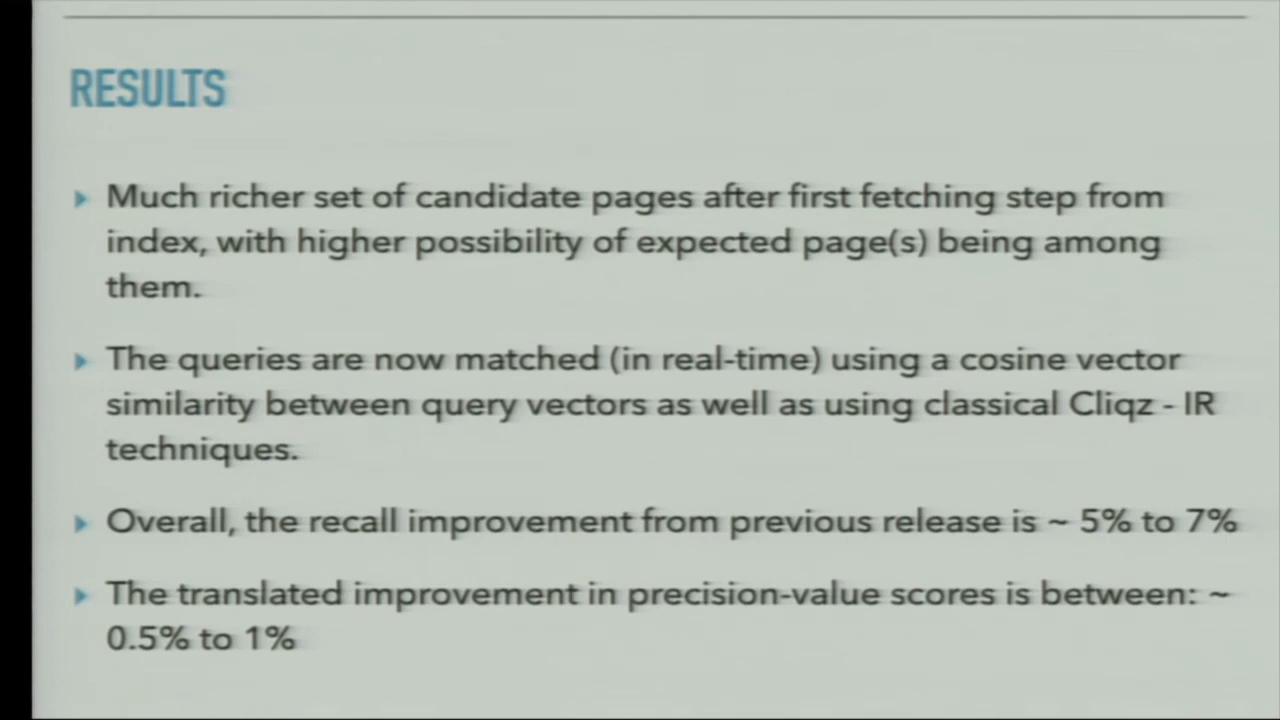 RESULTS
Much richer set of candidate pages after first fetching step from
index, with higher possibility of expected page(s) being among
them.
The queries are now matched (in real-time) using a cosine vector
similarity between query vectors as well as using classical Cliqz - IR
techniques.
Overall, the recall improvement from previous release is ~ 5% to 7%
The translated improvement in precision-value scores is between: ~
0.5% to 1%